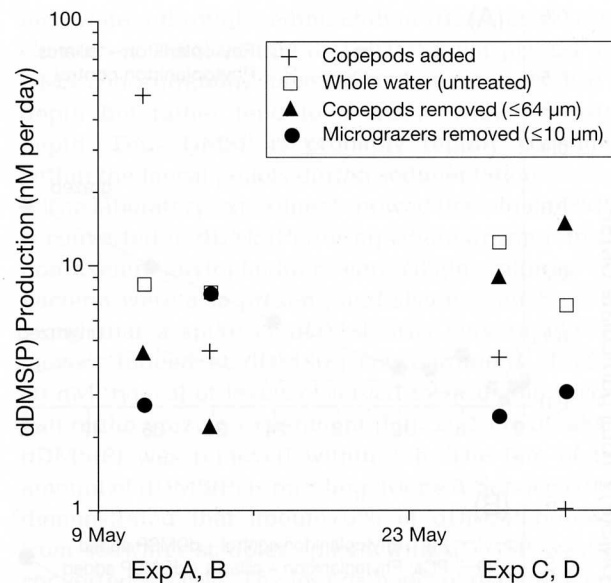 100
Copepods added
Whole water (untreated)
Copepods removed (≤64 µm)
Micrograzers removed (≤10 µm)
dDMS(P) Production (nM per day)
10
1
9 May
23 May
Exp A, B
Exp C, D